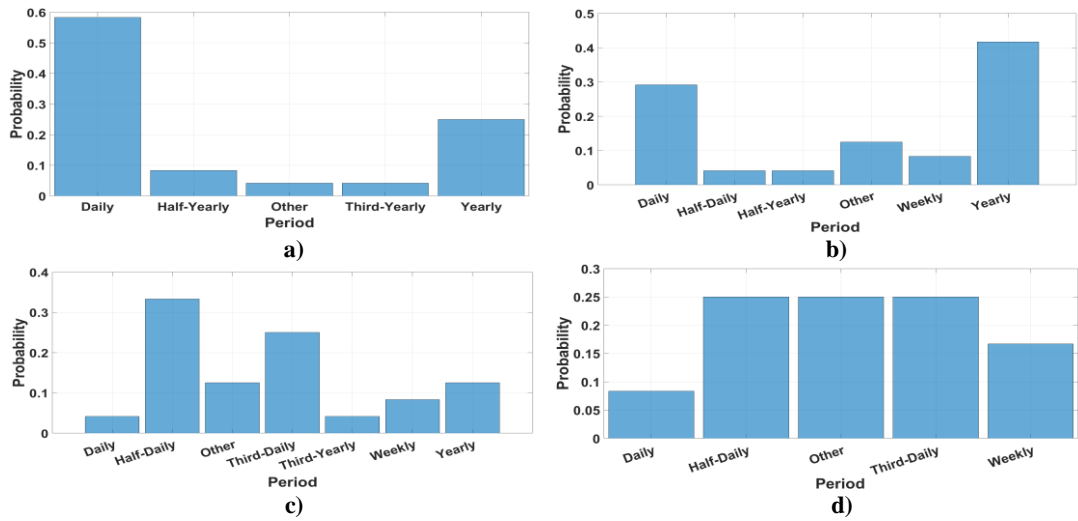 0.6
0.5
0.4
0.3
0.2
0.1
0
Probability
Daily Half-Yearly Other Third-Yearly Yearly
Period
a)
0.5
0.4
0.3
0.2
0.1
0
Probability
Daily Half-Daily Half-Yearly Other Weekly Yearly
Period
b)
0.4
0.3
0.2
0.1
0
Probability
Daily Half-Daily Other Third-Daily Third-Yearly Weekly Yearly
Period
c)
0.3
0.25
0.2
0.15
0.1
0.05
0
Probability
Daily Half-Daily Other Third-Daily Weekly
Period
d)